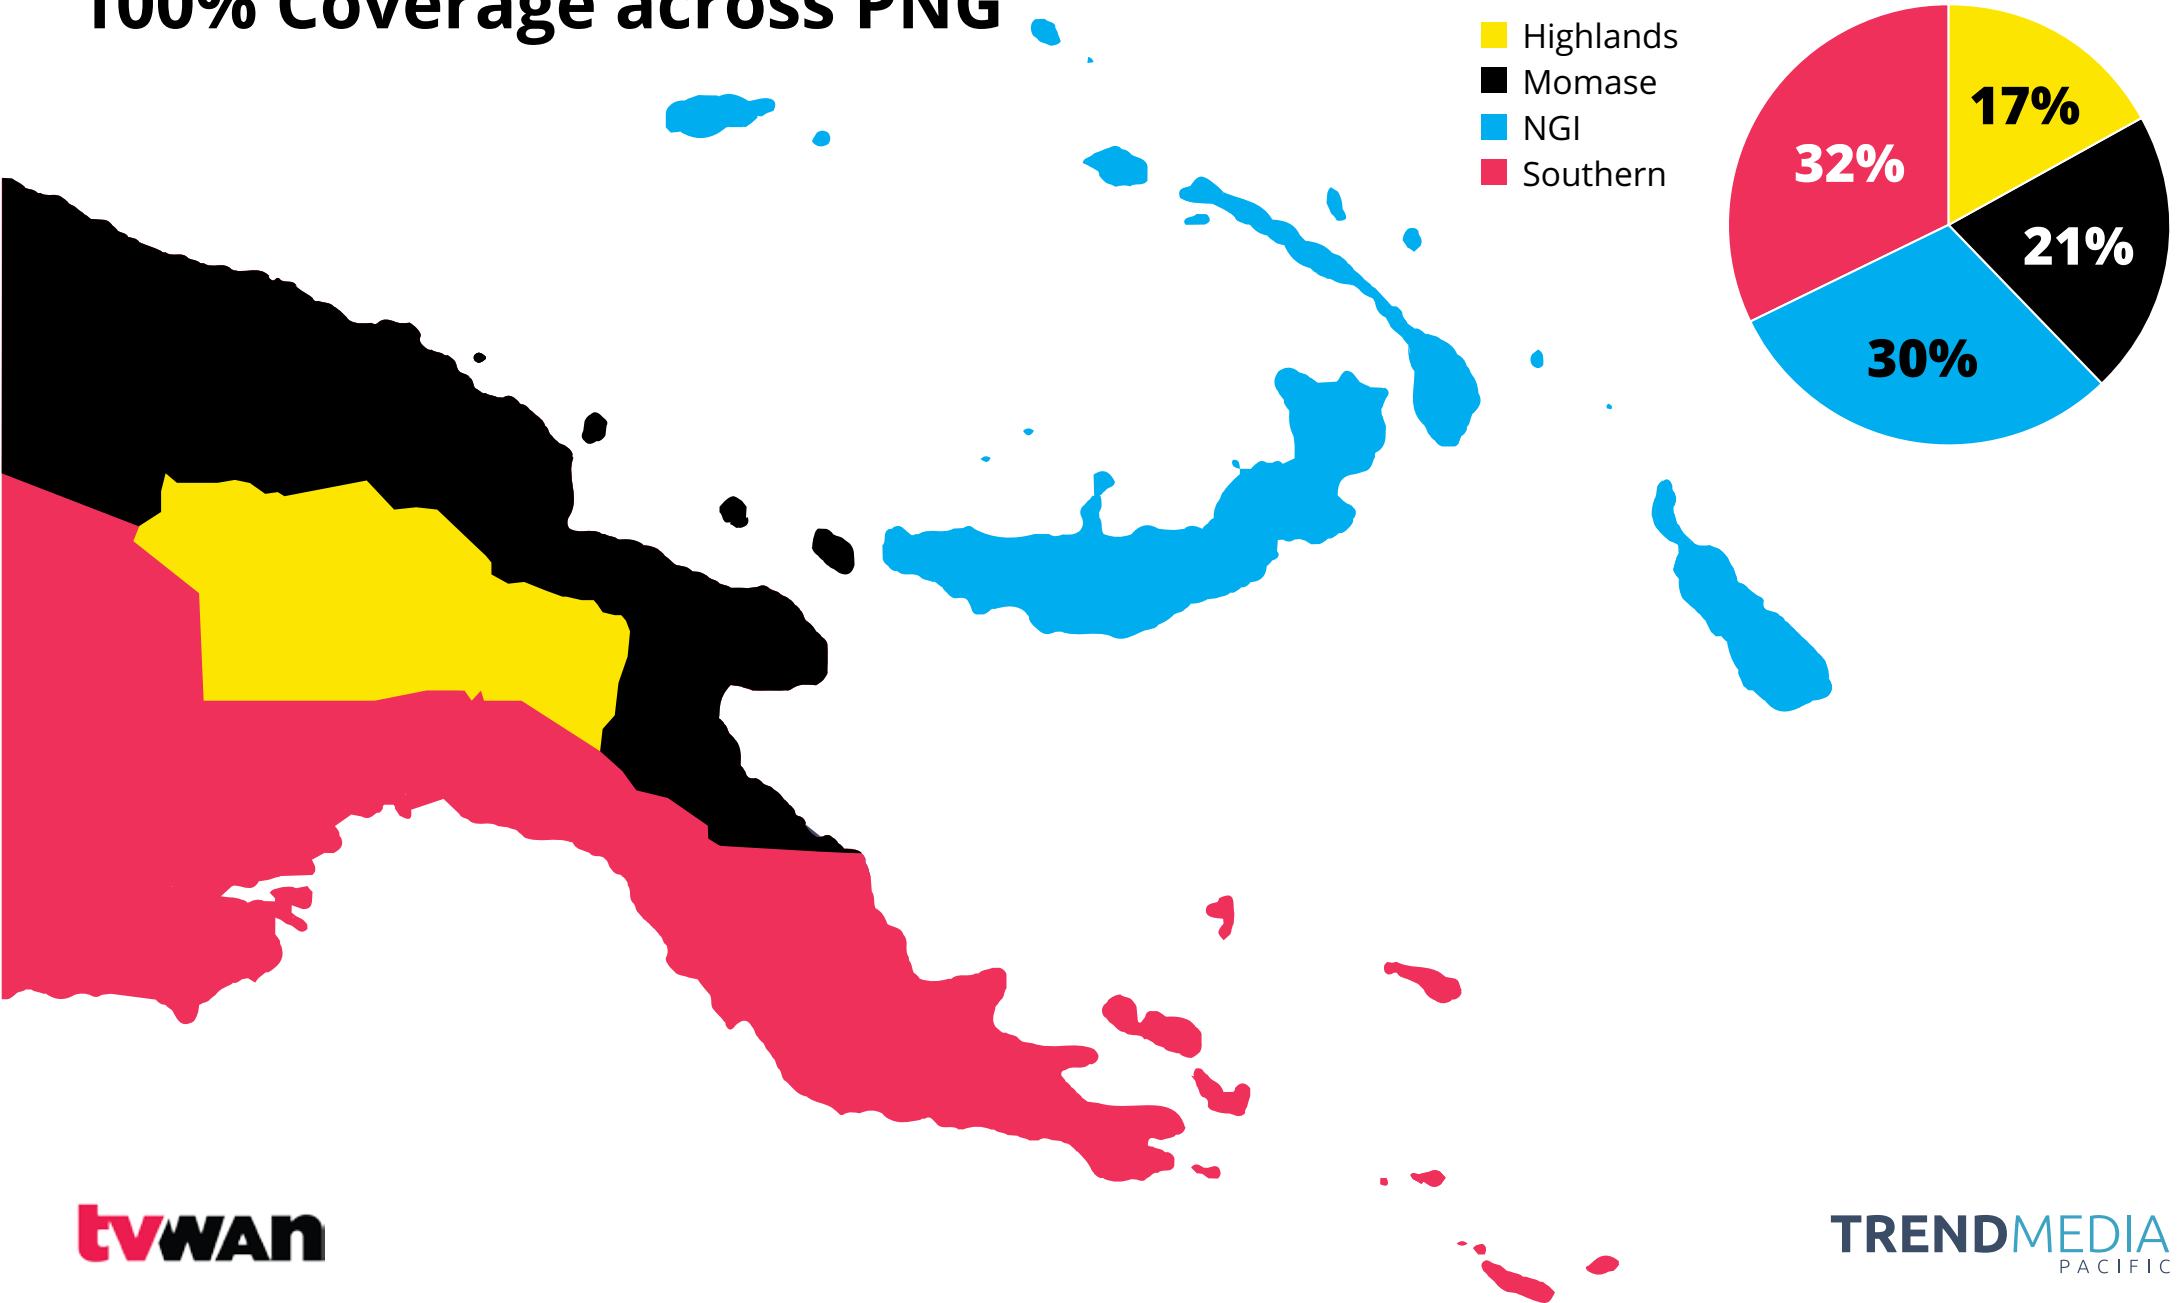 100% Coverage across PNG
Highlands
Momase
NGI
Southern
17%
32%
21%
30%
tvwan
TRENDMEDIA
PACIFIC